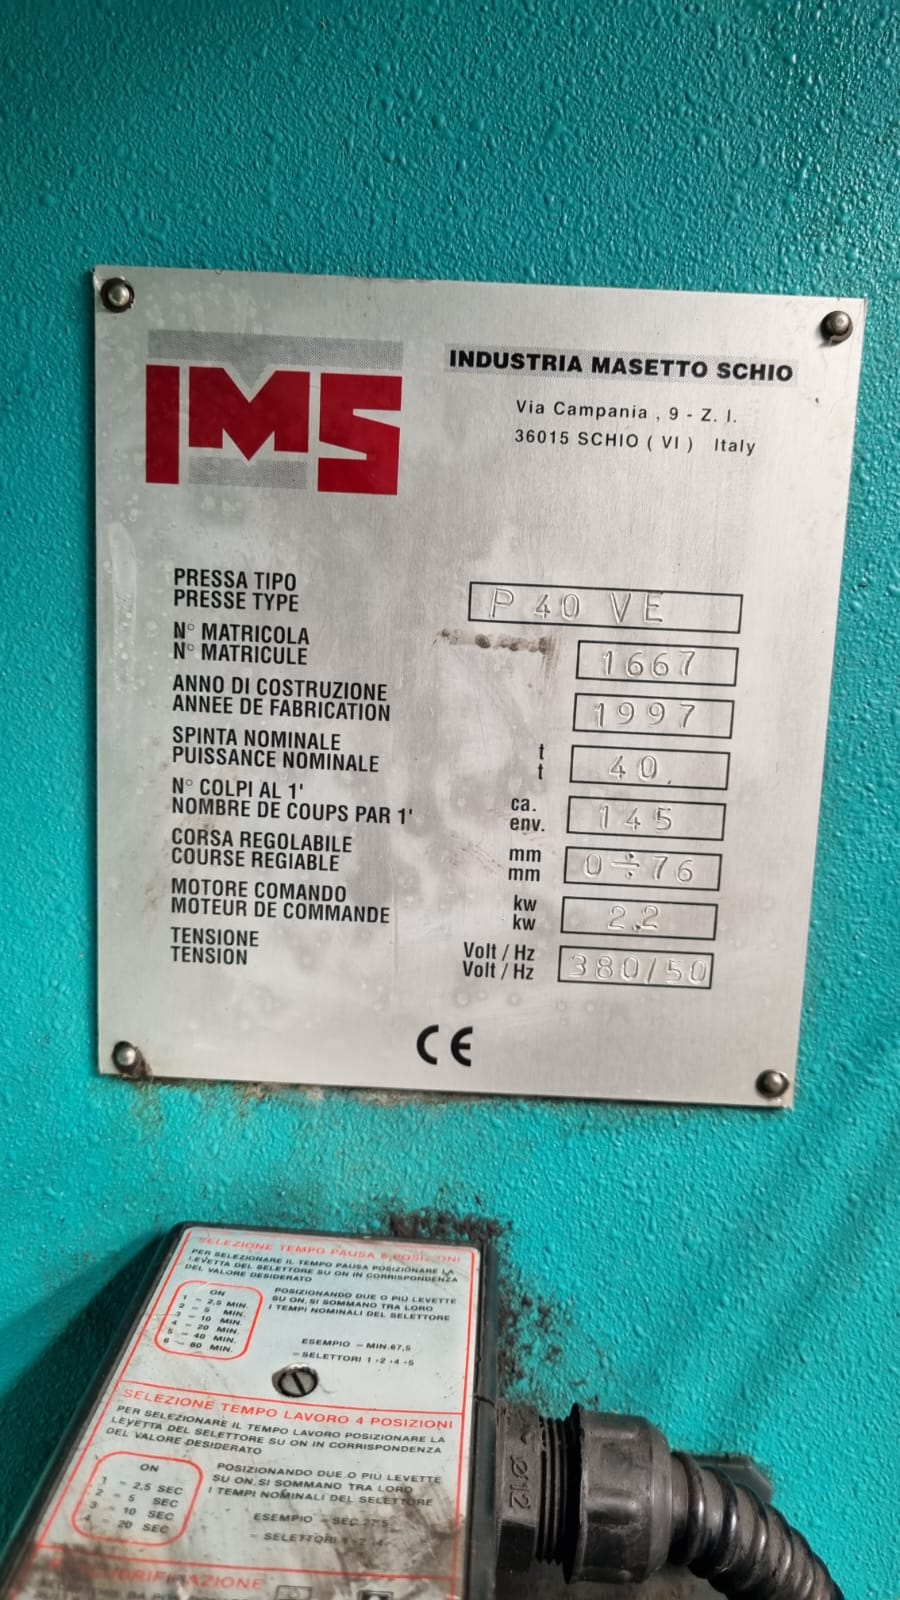 IMS
INDUSTRIA MASETTO SCHIO
Via Campania , 9 - Z. I.
36015 SCHIO ( VI ) Italy
PRESSA TIPO
PRESSE TYPE
P 40 VE
N° MATRICOLA
N° MATRICULE
1667
ANNO DI COSTRUZIONE
ANNEE DE FABRICATION
1997
SPINTA NOMINALE t
PUISSANCE NOMINALE t
40
N° COLPI AL 1' ca.
NOMBRE DE COUPS PAR 1' env.
145
CORSA REGOLABILE mm
COURSE REGIABLE mm
0÷76
MOTORE COMANDO kw
MOTEUR DE COMMANDE kw
2.2
TENSIONE Volt / Hz
TENSION Volt / Hz
380/50
CE
SELEZIONE TEMPO PAUSA 6 POSIZIONI
PER SELEZIONARE IL TEMPO PAUSA POSIZIONARE LA
LEVETTA DEL SELETTORE SU ON IN CORRISPONDENZA
DEL VALORE DESIDERATO
ON
1 = 2,5 MIN.
2 = 5 MIN.
3 = 10 MIN.
4 = 20 MIN.
5 = 40 MIN.
6 = 80 MIN.
POSIZIONANDO DUE O PIÙ LEVETTE
SU ON, SI SOMMANO TRA LORO
I TEMPI NOMINALI DEL SELETTORE
ESEMPIO = MIN.67,5
= SELETTORI 1+2+4+5
SELEZIONE TEMPO LAVORO 4 POSIZIONI
PER SELEZIONARE IL TEMPO LAVORO POSIZIONARE LA
LEVETTA DEL SELETTORE SU ON IN CORRISPONDENZA
DEL VALORE DESIDERATO
ON
1 = 2,5 SEC
2 = 5 SEC
3 = 10 SEC
4 = 20 SEC
POSIZIONANDO DUE O PIÙ LEVETTE
SU ON, SI SOMMANO TRA LORO
I TEMPI NOMINALI DEL SELETTORE
ESEMPIO = SEC.27,5
= SELETTORI 1+2+4
Ø12